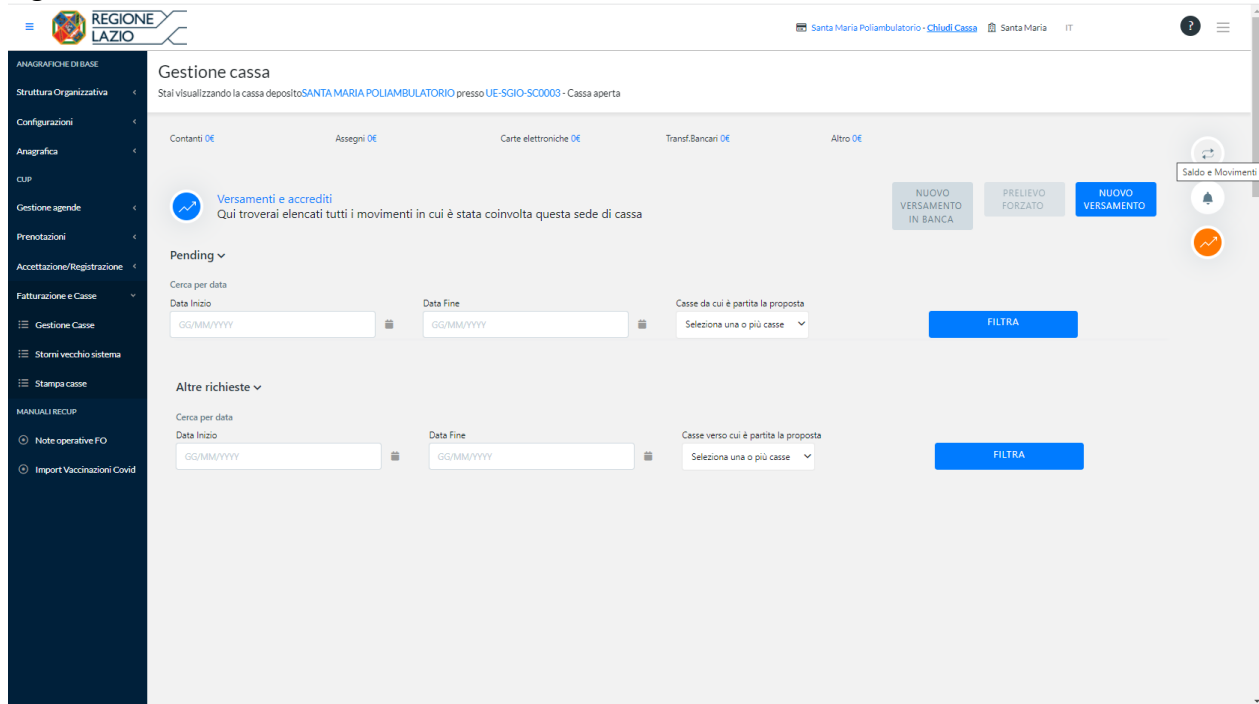 REGIONE
LAZIO
Santa Maria Poliambulatorio - Chiudi Cassa Santa Maria IT ?
ANAGRAFICHE DI BASE
Struttura Organizzativa
Configurazioni
Anagrafica
CUP
Gestione agende
Prenotazioni
Accettazione/Registrazione
Fatturazione e Casse
Gestione Casse
Storni vecchio sistema
Stampa casse
MANUALI RECUP
Note operative FO
Import Vaccinazioni Covid
Gestione cassa
Stai visualizzando la cassa depositoSANTA MARIA POLIAMBULATORIO presso UE-SGIO-SC0003 - Cassa aperta
Contanti 0€ Assegni 0€ Carte elettroniche 0€ Transf.Bancari 0€ Altro 0€
Saldo e Movimenti
Versamenti e accrediti
Qui troverai elencati tutti i movimenti in cui è stata coinvolta questa sede di cassa
NUOVO
VERSAMENTO
IN BANCA
PRELIEVO
FORZATO
NUOVO
VERSAMENTO
Pending
Cerca per data
Data Inizio Data Fine Casse da cui è partita la proposta
GG/MM/YYYY GG/MM/YYYY Seleziona una o più casse FILTRA
Altre richieste
Cerca per data
Data Inizio Data Fine Casse verso cui è partita la proposta
GG/MM/YYYY GG/MM/YYYY Seleziona una o più casse FILTRA